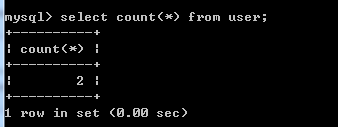 mysql> select count(*) from user;
+----------+
| count(*) |
+----------+
|        2 |
+----------+
1 row in set (0.00 sec)